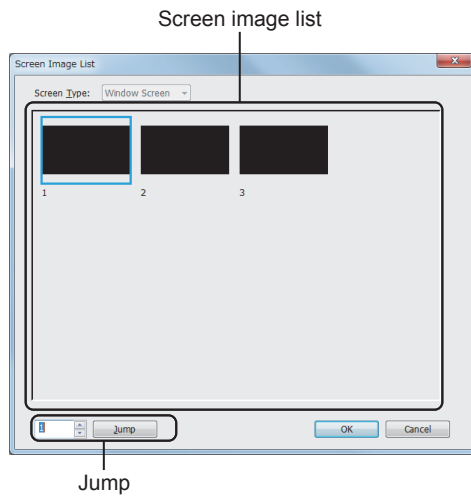 Screen image list
Screen Image List
Screen Type: Window Screen
1 2 3
1 Jump OK Cancel
Jump